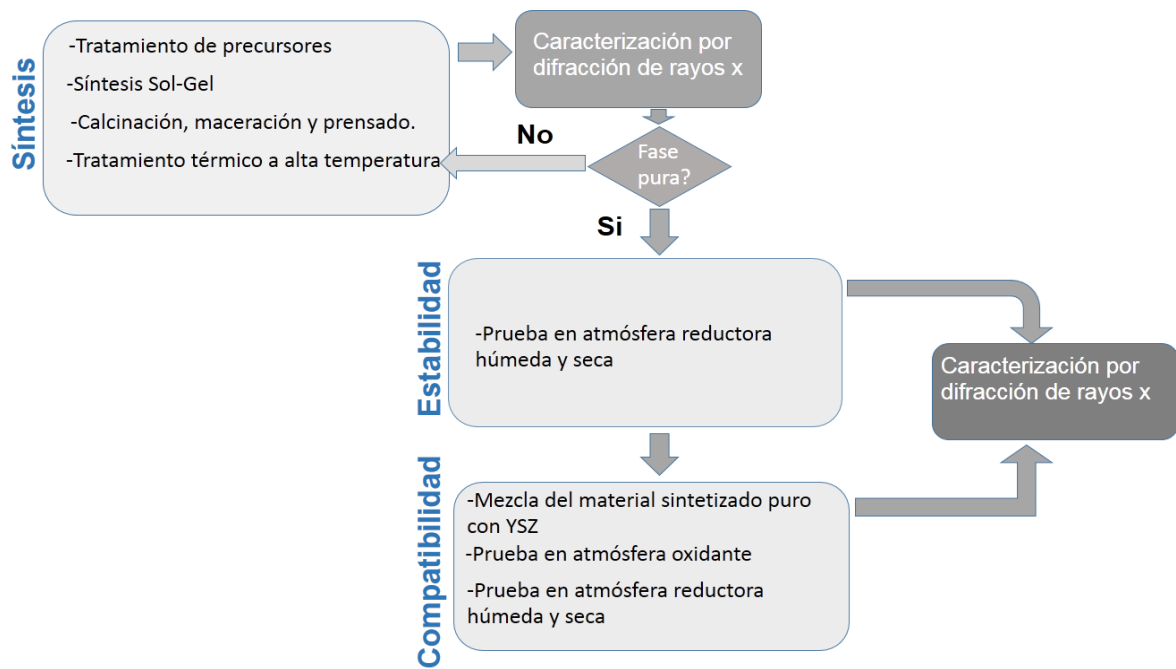 Síntesis
-Tratamiento de precursores
-Síntesis Sol-Gel
-Calcinación, maceración y prensado.
-Tratamiento térmico a alta temperatura
Caracterización por
difracción de rayos x
No
Fase
pura?
Si
Estabilidad
-Prueba en atmósfera reductora
húmeda y seca
Caracterización por
difracción de rayos x
Compatibilidad
-Mezcla del material sintetizado puro
con YSZ
-Prueba en atmósfera oxidante
-Prueba en atmósfera reductora
húmeda y seca